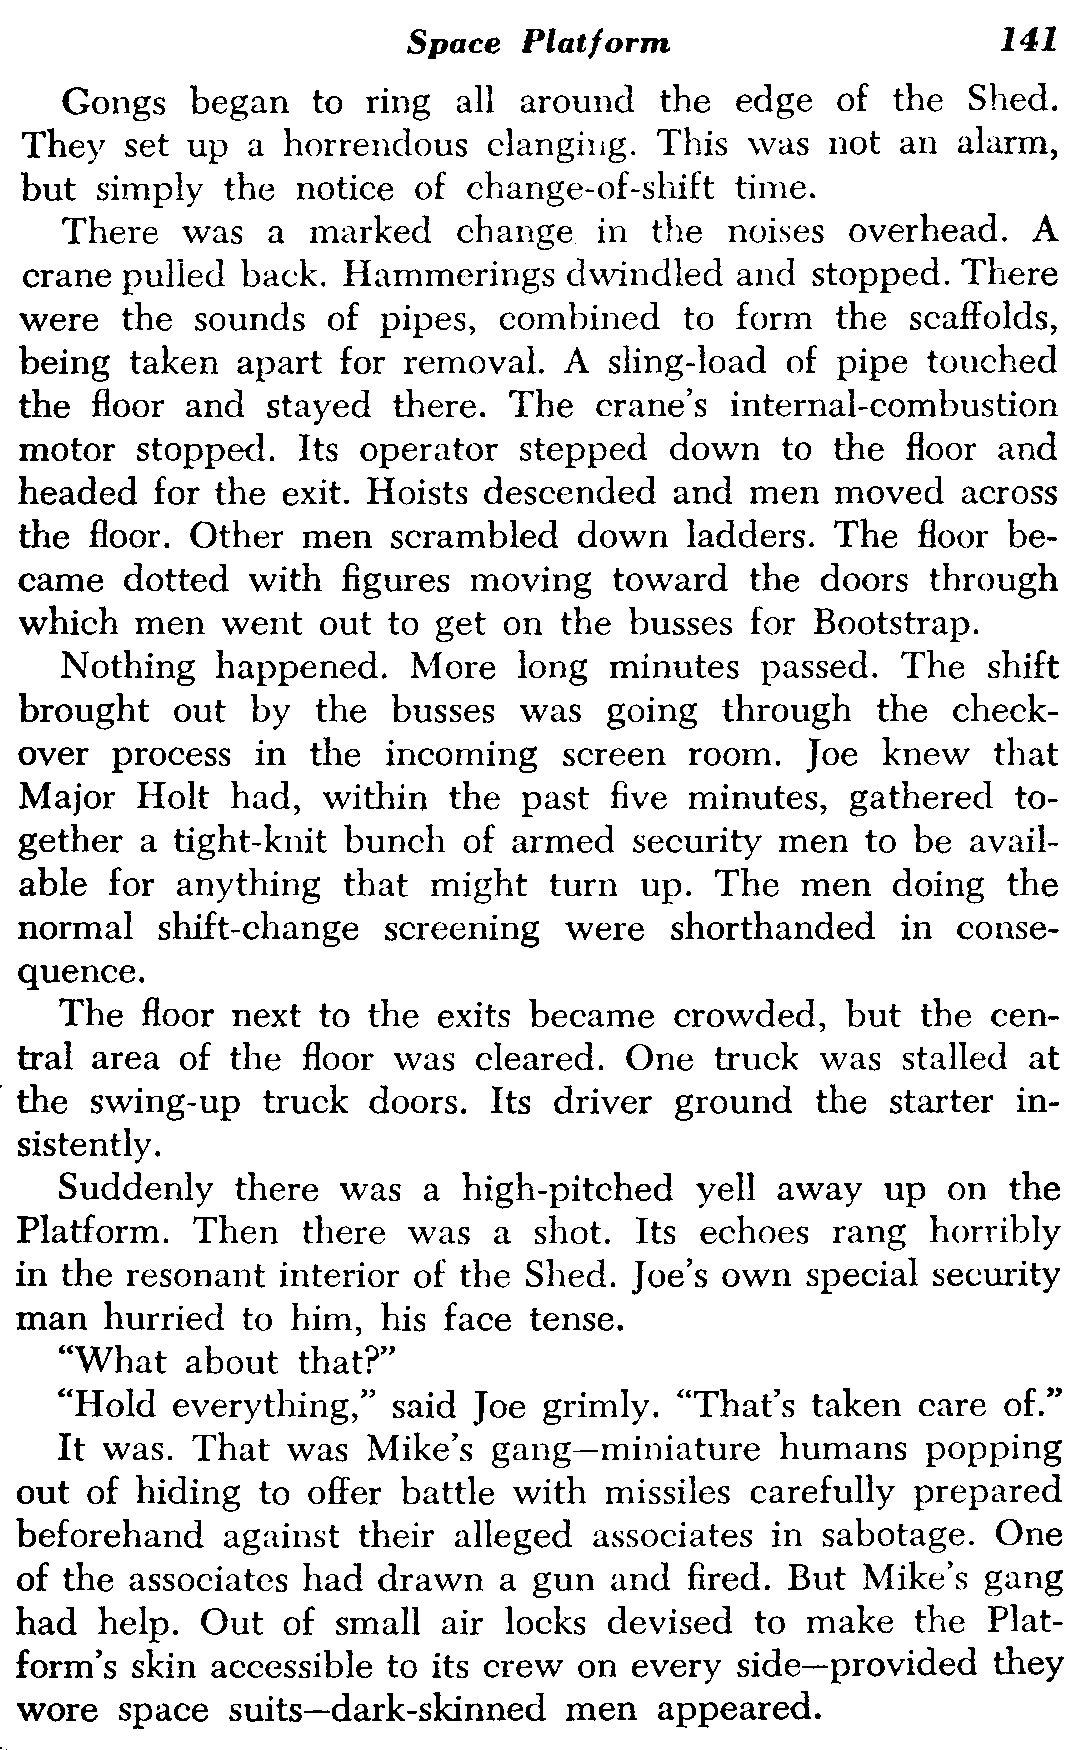 Space Platform 141
Gongs began to ring all around the edge of the Shed.
They set up a horrendous clanging. This was not an alarm,
but simply the notice of change-of-shift time.
There was a marked change in the noises overhead. A
crane pulled back. Hammerings dwindled and stopped. There
were the sounds of pipes, combined to form the scaffolds,
being taken apart for removal. A sling-load of pipe touched
the floor and stayed there. The crane's internal-combustion
motor stopped. Its operator stepped down to the floor and
headed for the exit. Hoists descended and men moved across
the floor. Other men scrambled down ladders. The floor be-
came dotted with figures moving toward the doors through
which men went out to get on the busses for Bootstrap.
Nothing happened. More long minutes passed. The shift
brought out by the busses was going through the check-
over process in the incoming screen room. Joe knew that
Major Holt had, within the past five minutes, gathered to-
gether a tight-knit bunch of armed security men to be avail-
able for anything that might turn up. The men doing the
normal shift-change screening were shorthanded in conse-
quence.
The floor next to the exits became crowded, but the cen-
tral area of the floor was cleared. One truck was stalled at
the swing-up truck doors. Its driver ground the starter in-
sistently.
Suddenly there was a high-pitched yell away up on the
Platform. Then there was a shot. Its echoes rang horribly
in the resonant interior of the Shed. Joe's own special security
man hurried to him, his face tense.
“What about that?”
“Hold everything,” said Joe grimly. “That's taken care of.”
It was. That was Mike's gang—miniature humans popping
out of hiding to offer battle with missiles carefully prepared
beforehand against their alleged associates in sabotage. One
of the associates had drawn a gun and fired. But Mike's gang
had help. Out of small air locks devised to make the Plat-
form's skin accessible to its crew on every side—provided they
wore space suits—dark-skinned men appeared.